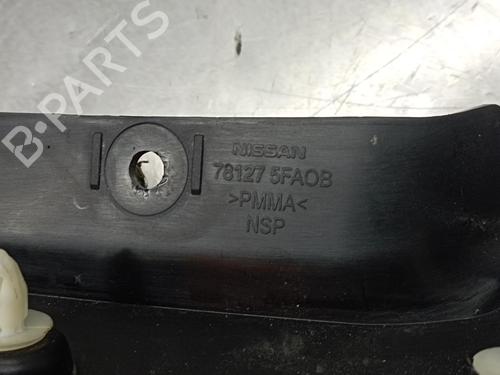 B-PARTS
NISSAN
78127 5FA0B
>PMMA<
NSP